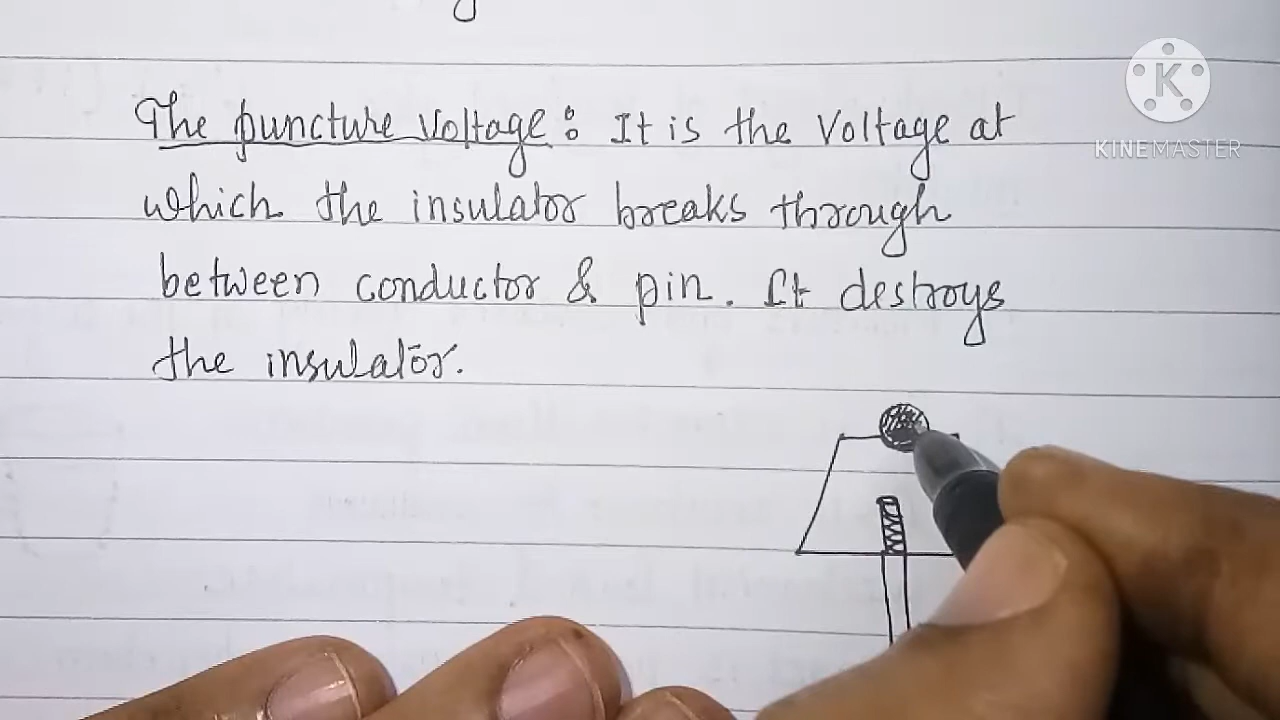 The puncture voltage: It is the voltage at
which the insulator breaks through
between conductor & pin. It destroys
the insulator.
K
KINEMASTER